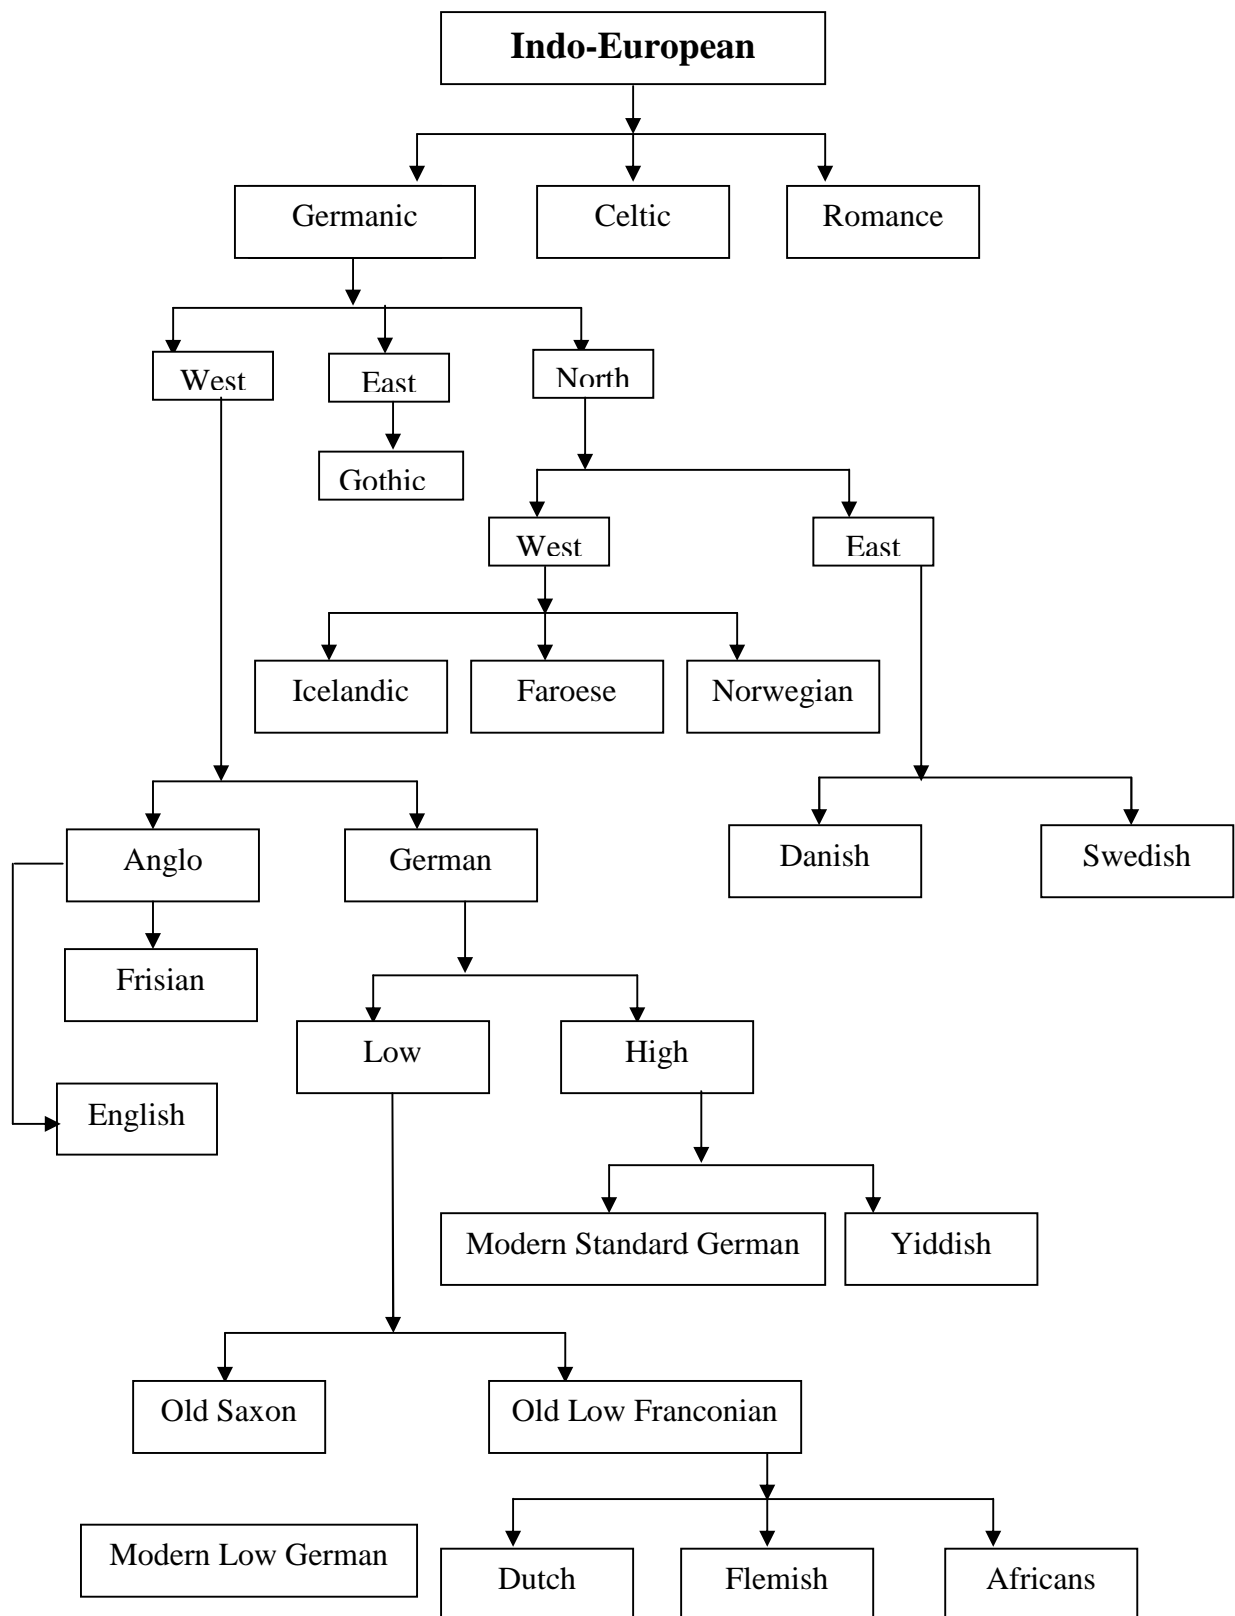 Indo-European
Germanic
Celtic
Romance
West
East
North
Gothic
West
East
Icelandic
Faroese
Norwegian
Anglo
German
Danish
Swedish
Frisian
Low
High
English
Modern Standard German
Yiddish
Old Saxon
Old Low Franconian
Modern Low German
Dutch
Flemish
Africans